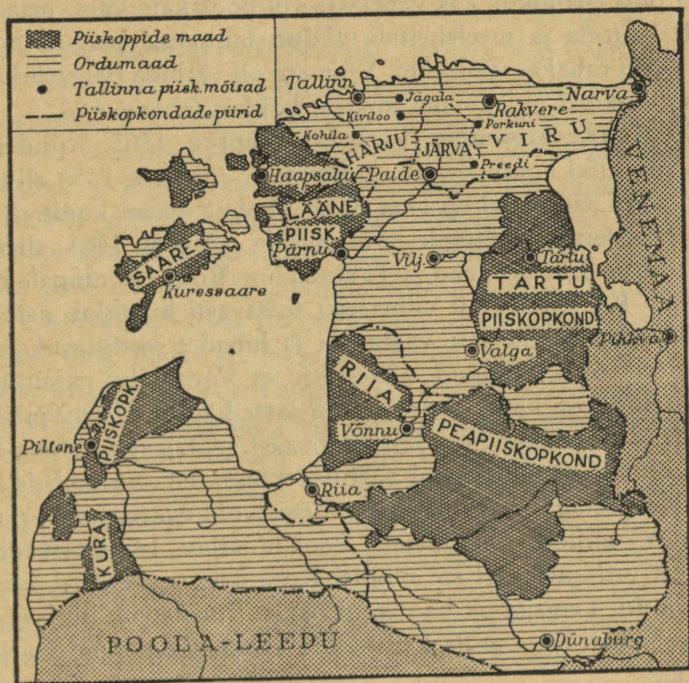 Piiskoppide maad
Ordumaad
Tallinna piisk. mõisad
Piiskopkondade piirid
Tallinn
Jägala
Narva
Kiviloo
Rakvere
Kohila
Porkuni
HARJU
JÄRVA
VIRU
Haapsalu
Paide
Preedi
VENEMAA
LÄÄNE
PIISK.
Pärnu
SAARE-
Vilj.
Tartu
Kuressaare
TARTU
PIISKOPKOND
Pihkva
Valga
RIIA
PIISKOPK.
Piltene
Võnnu
PEAPIISKOPKOND
Riia
KURA
POOLA-LEEDU
Dünaburg